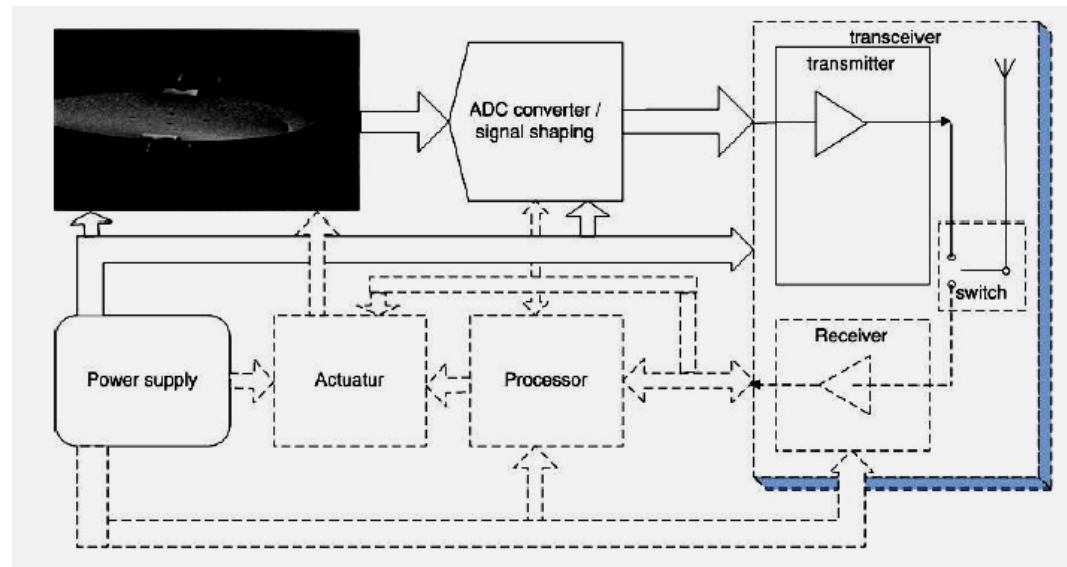 transceiver
transmitter
ADC converter /
signal shaping
switch
Receiver
Power supply
Actuatur
Processor